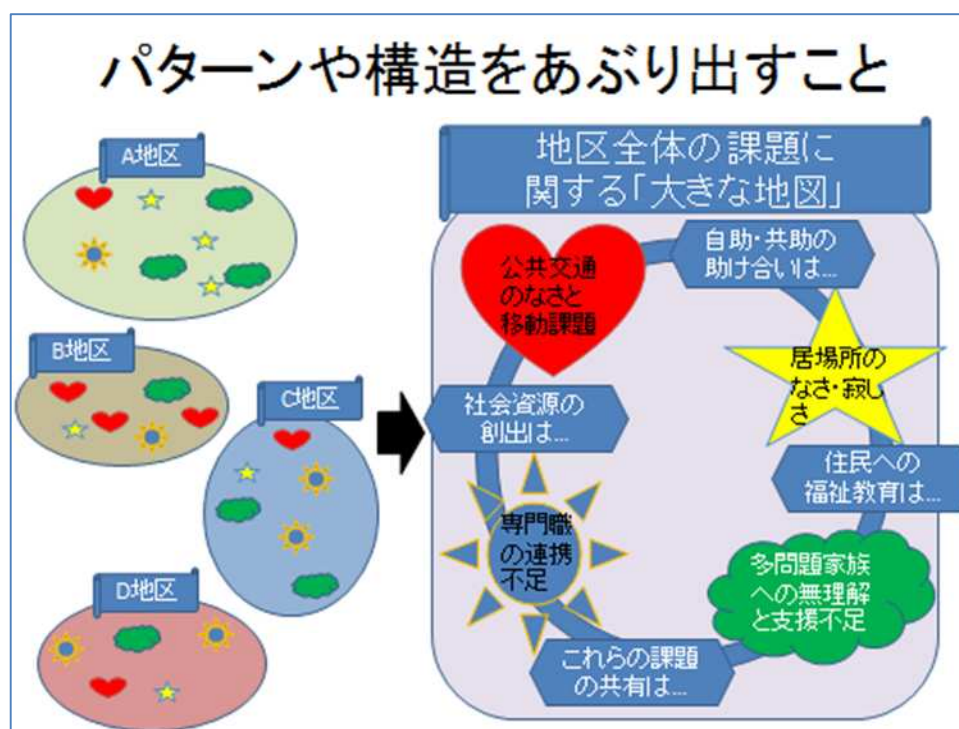 パターンや構造をあぶり出すこと
A地区
B地区
C地区
D地区
地区全体の課題に
関する「大きな地図」
公共交通
のなさと
移動課題
自助・共助の
助け合いは…
居場所の
なさ・寂し
さ
住民への
福祉教育は…
多問題家族
への無理解
と支援不足
これらの課題
の共有は…
専門職
の連携
不足
社会資源の
創出は…